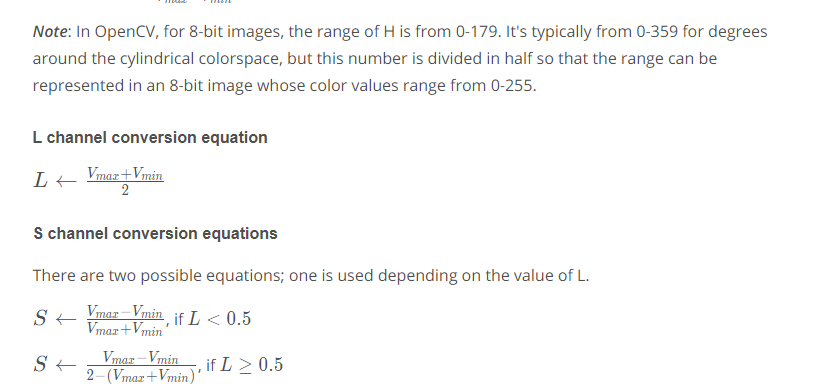 Note: In OpenCV, for 8-bit images, the range of H is from 0-179. It's typically from 0-359 for degrees
around the cylindrical colorspace, but this number is divided in half so that the range can be
represented in an 8-bit image whose color values range from 0-255.
L channel conversion equation
L ← \frac{V_{max}+V_{min}}{2}
S channel conversion equations
There are two possible equations; one is used depending on the value of L.
S ← \frac{V_{max}-V_{min}}{V_{max}+V_{min}}, if L < 0.5
S ← \frac{V_{max}-V_{min}}{2-(V_{max}+V_{min})}, if L ≥ 0.5